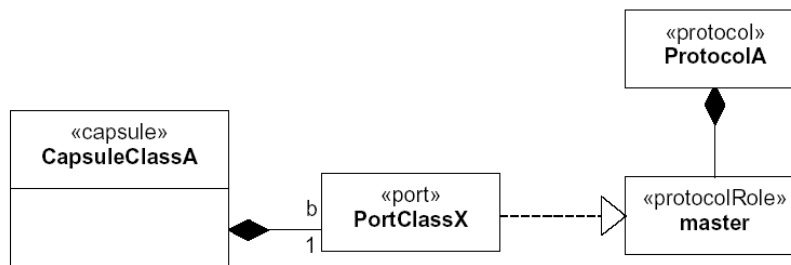 «protocol»
ProtocolA
«capsule»
CapsuleClassA
b
1
«port»
PortClassX
«protocolRole»
master